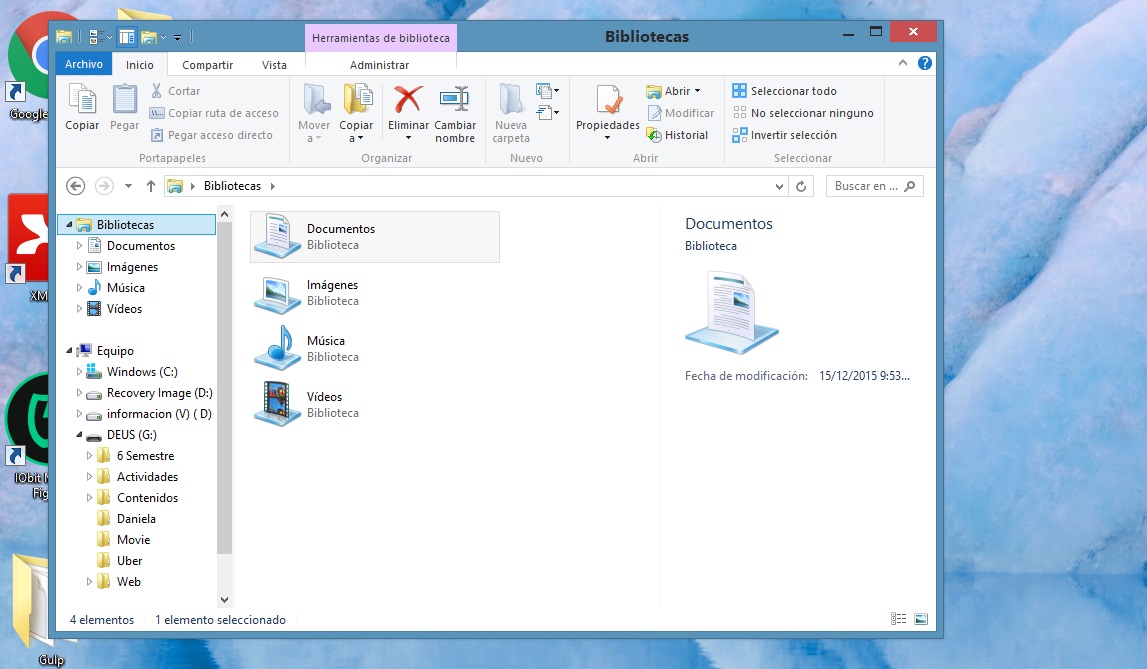 Herramientas de biblioteca
Bibliotecas
Archivo
Inicio
Compartir
Vista
Administrar
Copiar
Pegar
Cortar
Copiar ruta de acceso
Pegar acceso directo
Portapapeles
Mover
a
Copiar
a
Eliminar
Cambiar
nombre
Organizar
Nueva
carpeta
Nuevo
Propiedades
Abrir
Modificar
Historial
Abrir
Seleccionar todo
No seleccionar ninguno
Invertir selección
Seleccionar
Bibliotecas
Buscar en ...
Bibliotecas
Documentos
Imágenes
Música
Vídeos
Equipo
Windows (C:)
Recovery Image (D:)
informacion (V) ( D)
DEUS (G:)
6 Semestre
Actividades
Contenidos
Daniela
Movie
Uber
Web
Documentos
Biblioteca
Imágenes
Biblioteca
Música
Biblioteca
Vídeos
Biblioteca
Documentos
Biblioteca
Fecha de modificación: 15/12/2015 9:53...
4 elementos
1 elemento seleccionado
Google
XM
IObit
Fig
Gulp